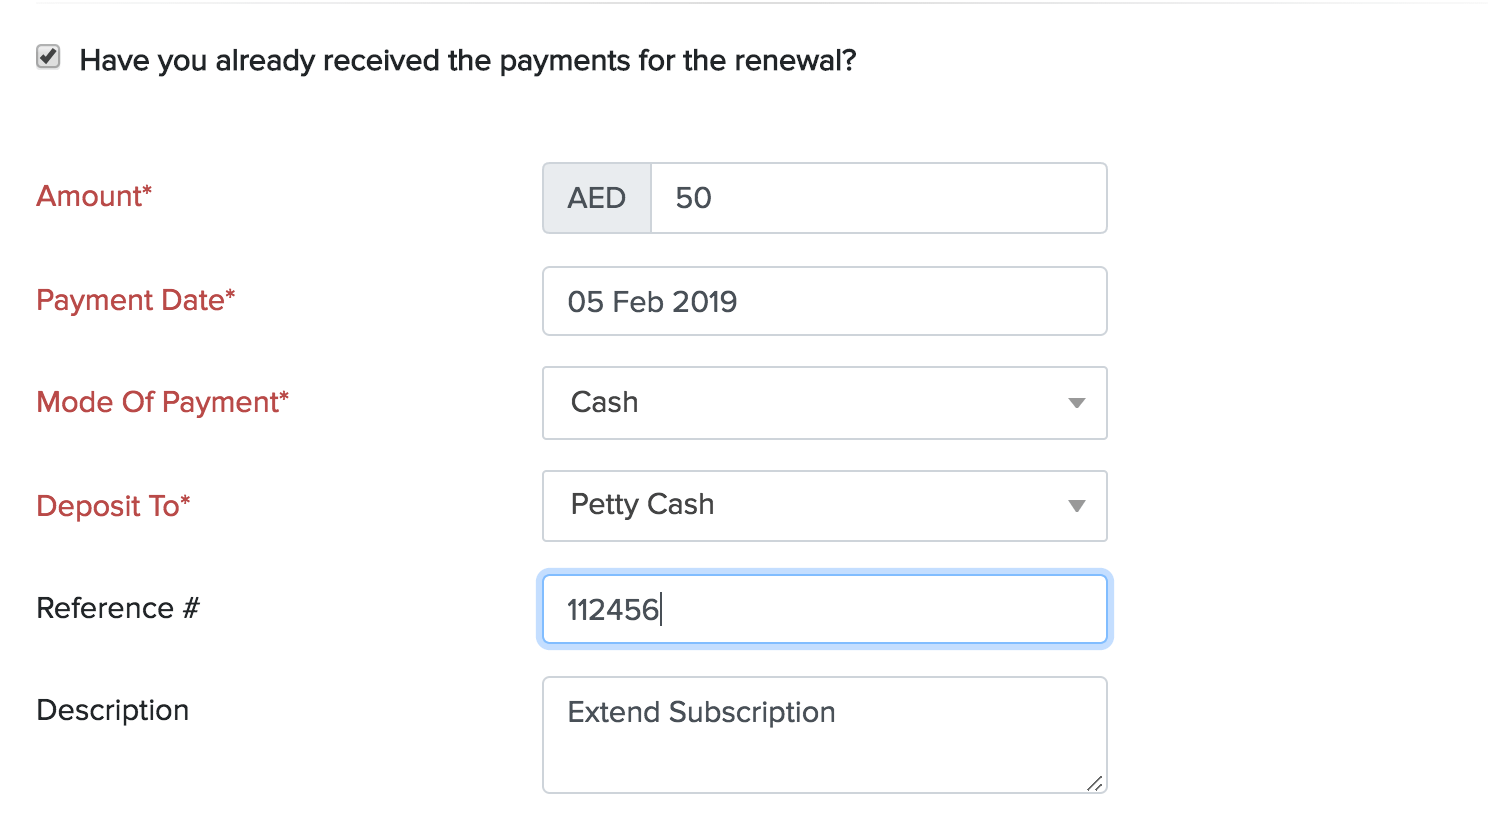 Have you already received the payments for the renewal?
Amount* AED 50
Payment Date* 05 Feb 2019
Mode Of Payment* Cash
Deposit To* Petty Cash
Reference # 112456
Description Extend Subscription